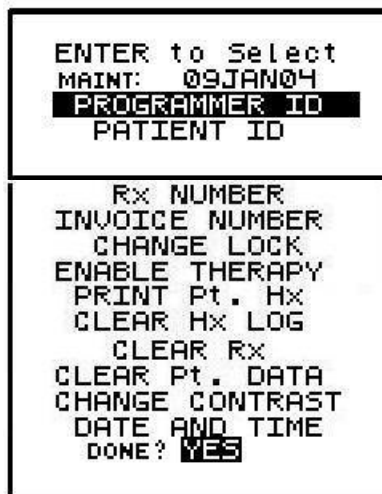 ENTER to Select
MAINT: 09JAN04
PROGRAMMER ID
PATIENT ID
Rx NUMBER
INVOICE NUMBER
CHANGE LOCK
ENABLE THERAPY
PRINT Pt. Hx
CLEAR Hx LOG
CLEAR Rx
CLEAR Pt. DATA
CHANGE CONTRAST
DATE AND TIME
DONE? YES